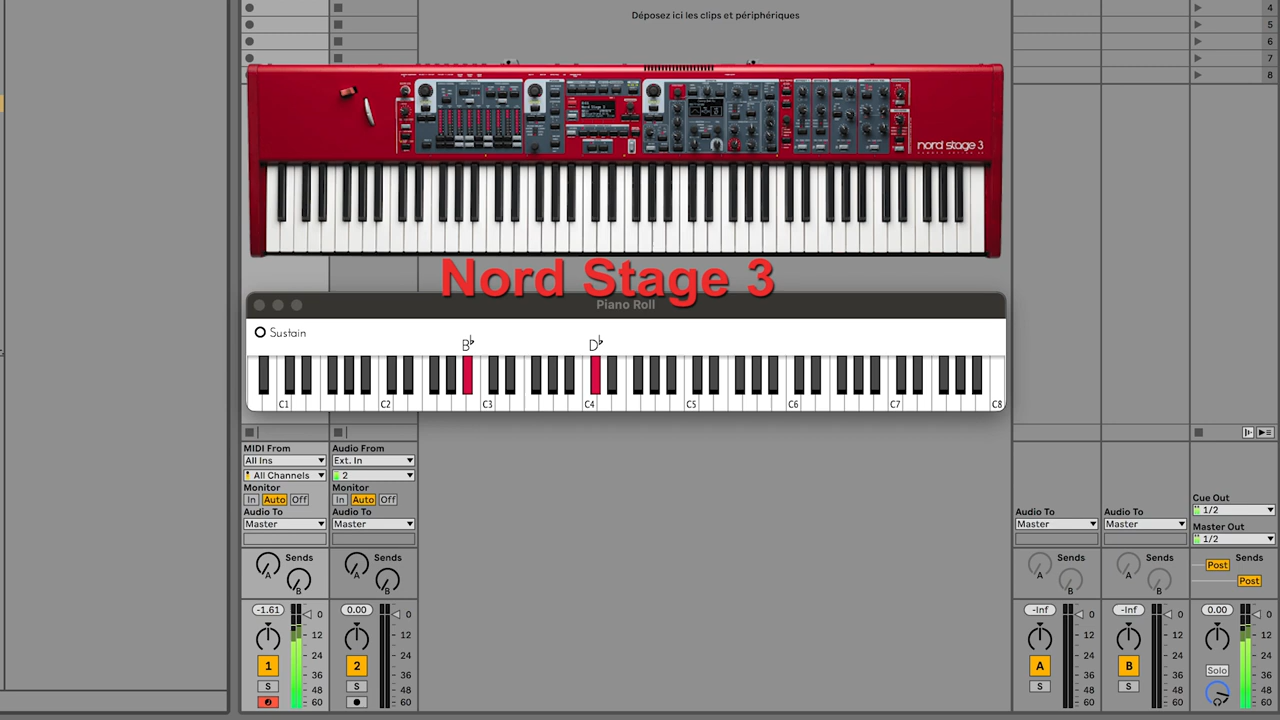 4
Déposez ici les clips et périphériques
5
6
7
8
nord stage 3
Nord Stage 3
Piano Roll
Sustain
B♭ D♭
C1 C2 C3 C4 C5 C6 C7 C8
MIDI From
All Ins
All Channels
Monitor
In Auto Off
Audio To
Master
Audio From
Ext. In
2
Monitor
In Auto Off
Audio To
Master
Audio To
Master
Audio To
Master
Cue Out
1/2
Master Out
1/2
Sends
A
B
-1.61
0
12
24
36
48
60
1
S
Sends
A
B
0.00
0
12
24
36
48
60
2
S
Sends
A
B
-Inf
0
12
24
36
48
60
A
S
Sends
A
B
-Inf
0
12
24
36
48
60
B
S
Sends
Post
Post
0.00
0
12
24
36
48
60
Solo